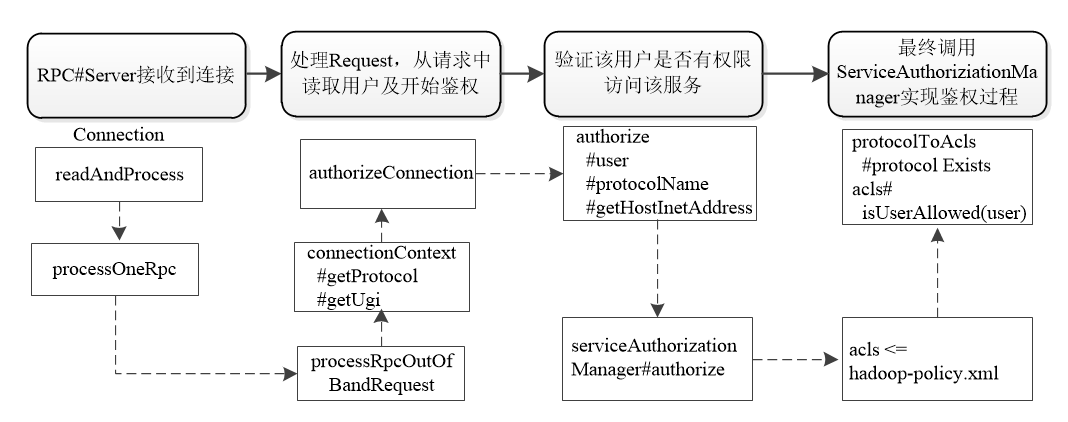 RPC#Server接收到连接
处理Request，从请求中
读取用户及开始鉴权
验证该用户是否有权限
访问该服务
最终调用
ServiceAuthoriziationMa
nager实现鉴权过程
Connection
readAndProcess
processOneRpc
authorizeConnection
connectionContext
#getProtocol
#getUgi
processRpcOutOf
BandRequest
authorize
#user
#protocolName
#getHostInetAddress
serviceAuthorization
Manager#authorize
protocolToAcls
#protocol Exists
acls#
isUserAllowed(user)
acls <=
hadoop-policy.xml